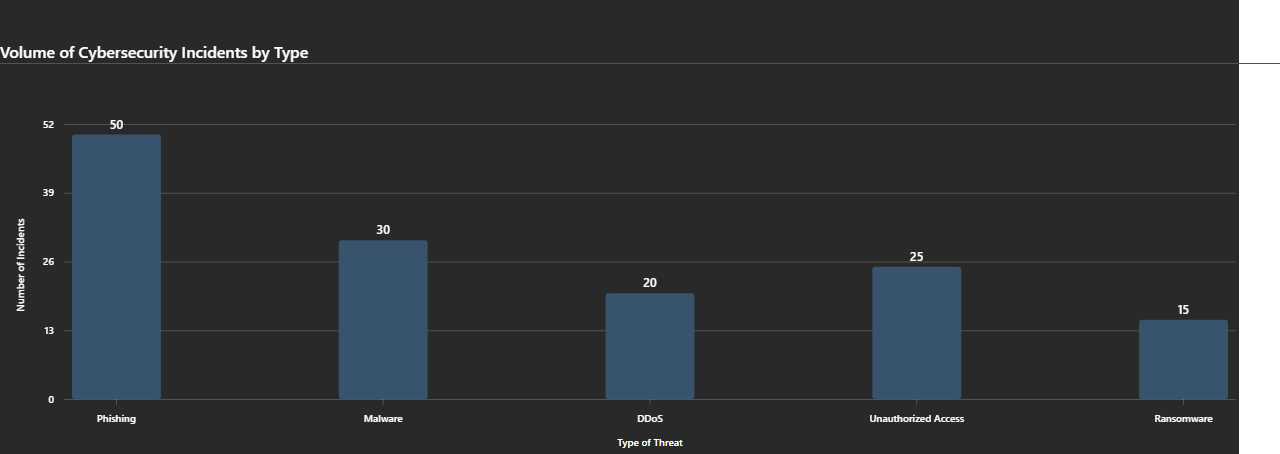 Volume of Cybersecurity Incidents by Type
Number of Incidents
52
39
26
13
0
50
30
20
25
15
Phishing
Malware
DDoS
Unauthorized Access
Ransomware
Type of Threat